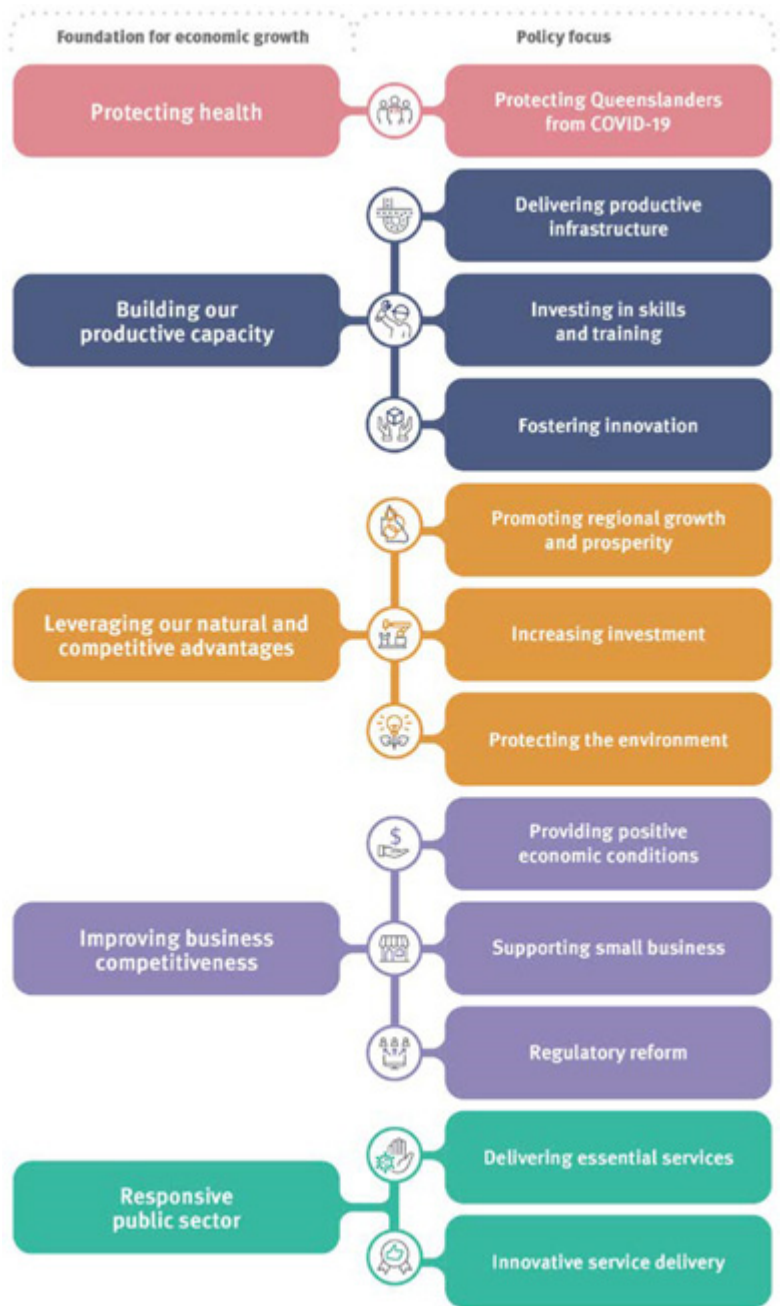 Foundation for economic growth
Policy focus
Protecting health
Protecting Queenslanders
from COVID-19
Building our
productive capacity
Delivering productive
infrastructure
Investing in skills
and training
Fostering innovation
Leveraging our natural and
competitive advantages
Promoting regional growth
and prosperity
Increasing investment
Protecting the environment
Improving business
competitiveness
$
Providing positive
economic conditions
Supporting small business
Regulatory reform
Responsive
public sector
Delivering essential services
Innovative service delivery